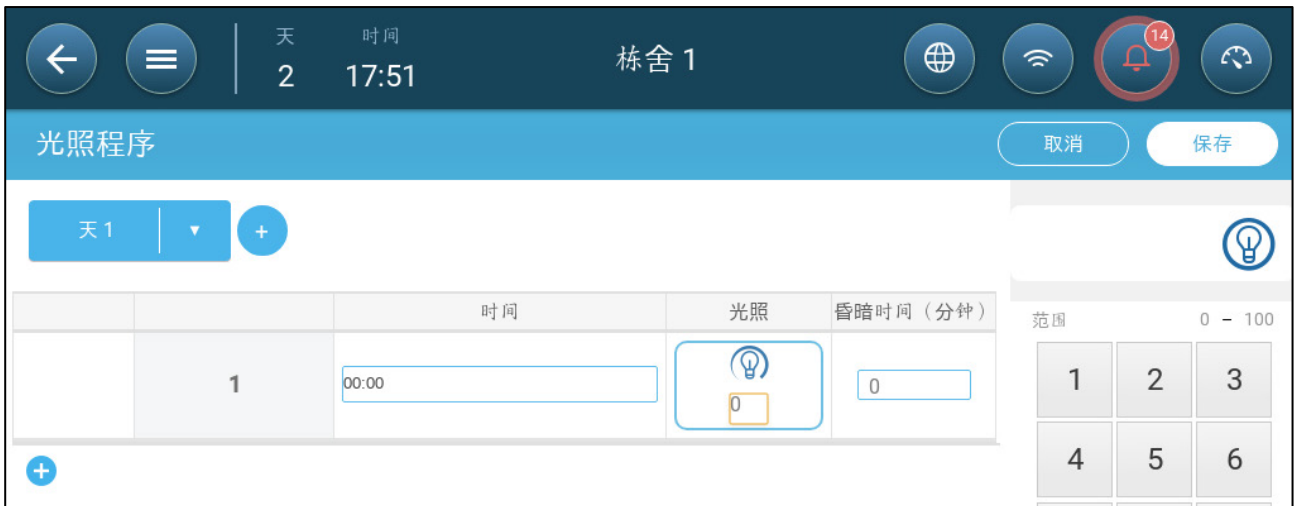 天 时间
2 17:51 栋舍 1 14
光照程序 取消 保存
天 1 ▼ +
时间 光照 昏暗时间（分钟） 范围 0 – 100
1 00:00 0 0
1 2 3
4 5 6
+